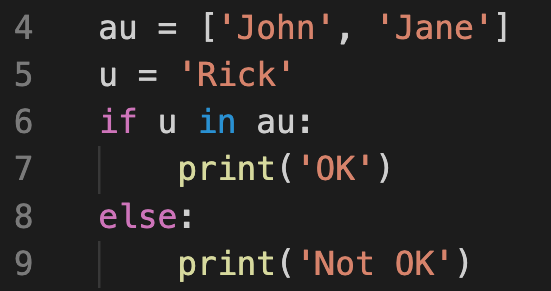 4 au = ['John', 'Jane']
5 u = 'Rick'
6 if u in au:
7     print('OK')
8 else:
9     print('Not OK')